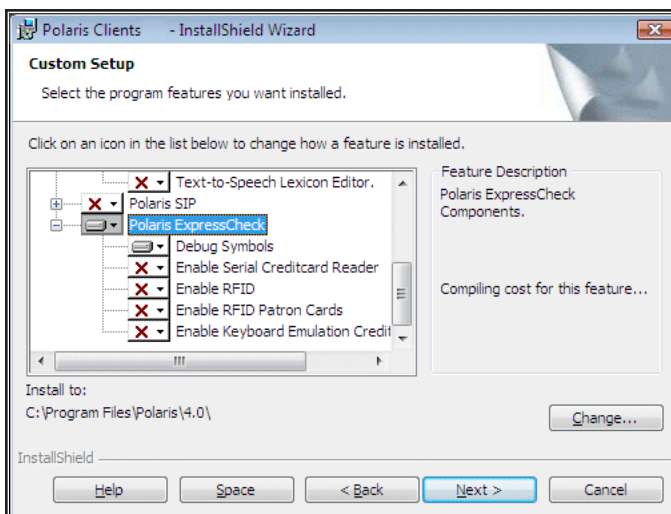 Polaris Clients - InstallShield Wizard
Custom Setup
Select the program features you want installed.
Click on an icon in the list below to change how a feature is installed.
Text-to-Speech Lexicon Editor.
Polaris SIP
Polaris ExpressCheck
Debug Symbols
Enable Serial Creditcard Reader
Enable RFID
Enable RFID Patron Cards
Enable Keyboard Emulation Credit
Feature Description
Polaris ExpressCheck
Components.
Compiling cost for this feature...
Install to:
C:\Program Files\Polaris\4.0\
Change...
InstallShield
Help
Space
< Back
Next >
Cancel